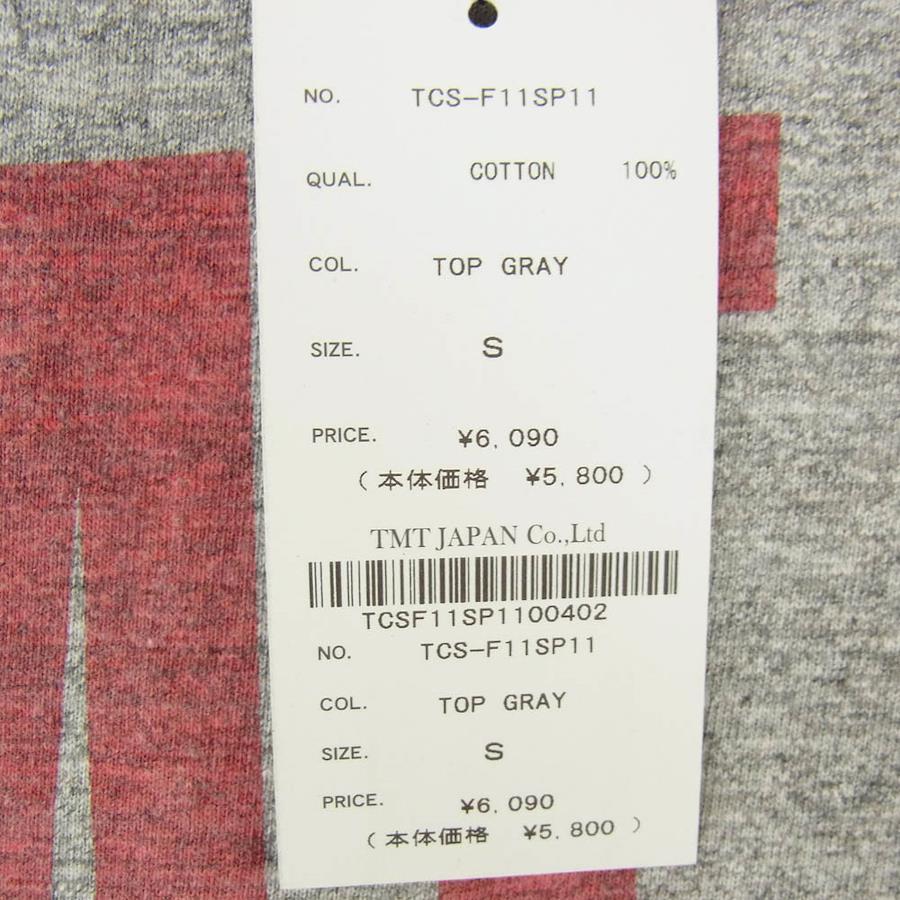 NO. TCS-F11SP11
QUAL. COTTON 100%
COL. TOP GRAY
SIZE. S
PRICE. ¥6,090
(本体価格 ¥5,800)
TMT JAPAN Co.,Ltd
TCSF11SP1100402
NO. TCS-F11SP11
COL. TOP GRAY
SIZE. S
PRICE. ¥6,090
(本体価格 ¥5,800)